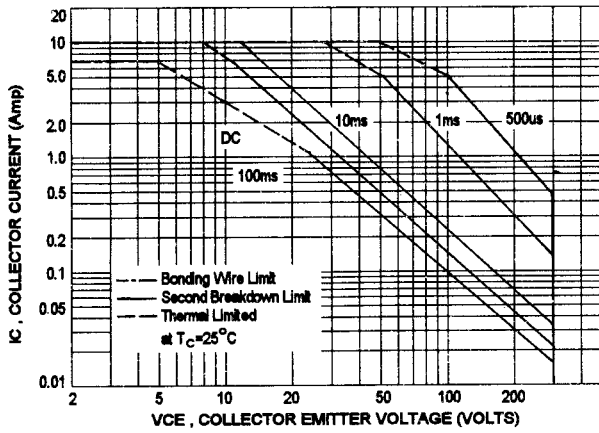 IC , COLLECTOR CURRENT (Amp)
10
5.0
2.0
1.0
0.5
0.2
0.1
0.05
0.01
DC
100ms
10ms
1ms
500us
Bonding Wire Limit
Second Breakdown Limit
Thermal Limited
at TC=25°C
2
5
10
20
50
100
200
VCE , COLLECTOR EMITTER VOLTAGE (VOLTS)